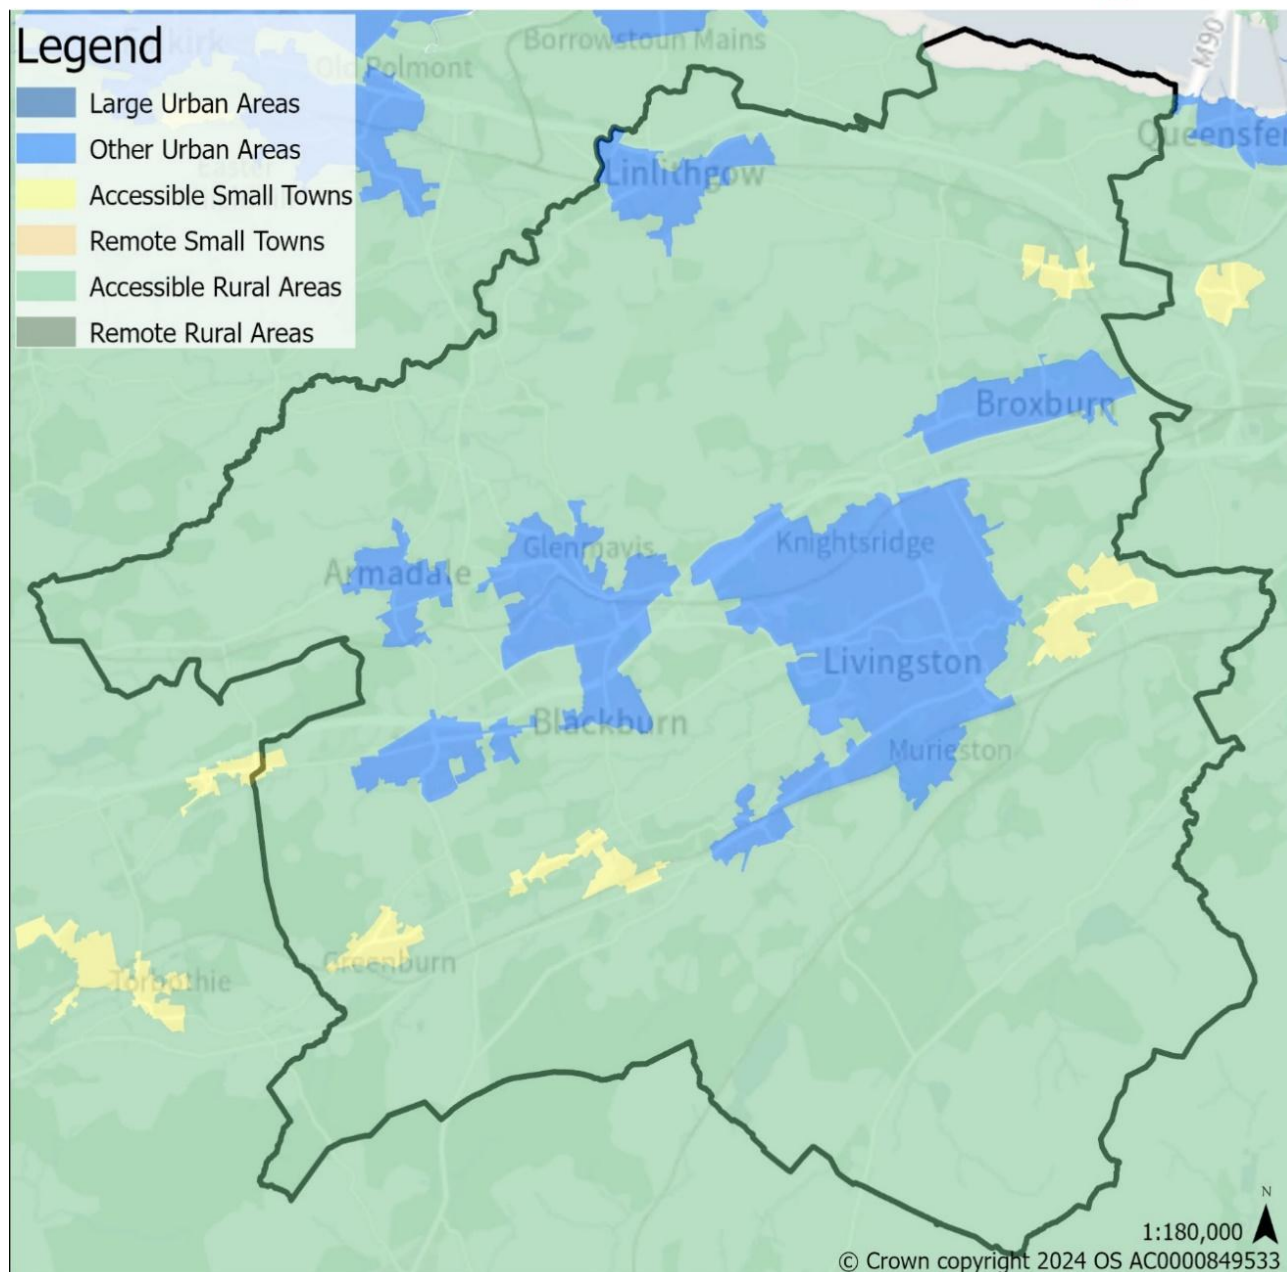 Legend
Large Urban Areas
Other Urban Areas
Accessible Small Towns
Remote Small Towns
Accessible Rural Areas
Remote Rural Areas
Borrowstoun Mains
M90
Linlithgow
Broxburn
Glenmavis
Knightsridge
Armadale
Livingston
Blackburn
Murieston
Greenburn
Torbothie
N
1:180,000
© Crown copyright 2024 OS AC0000849533